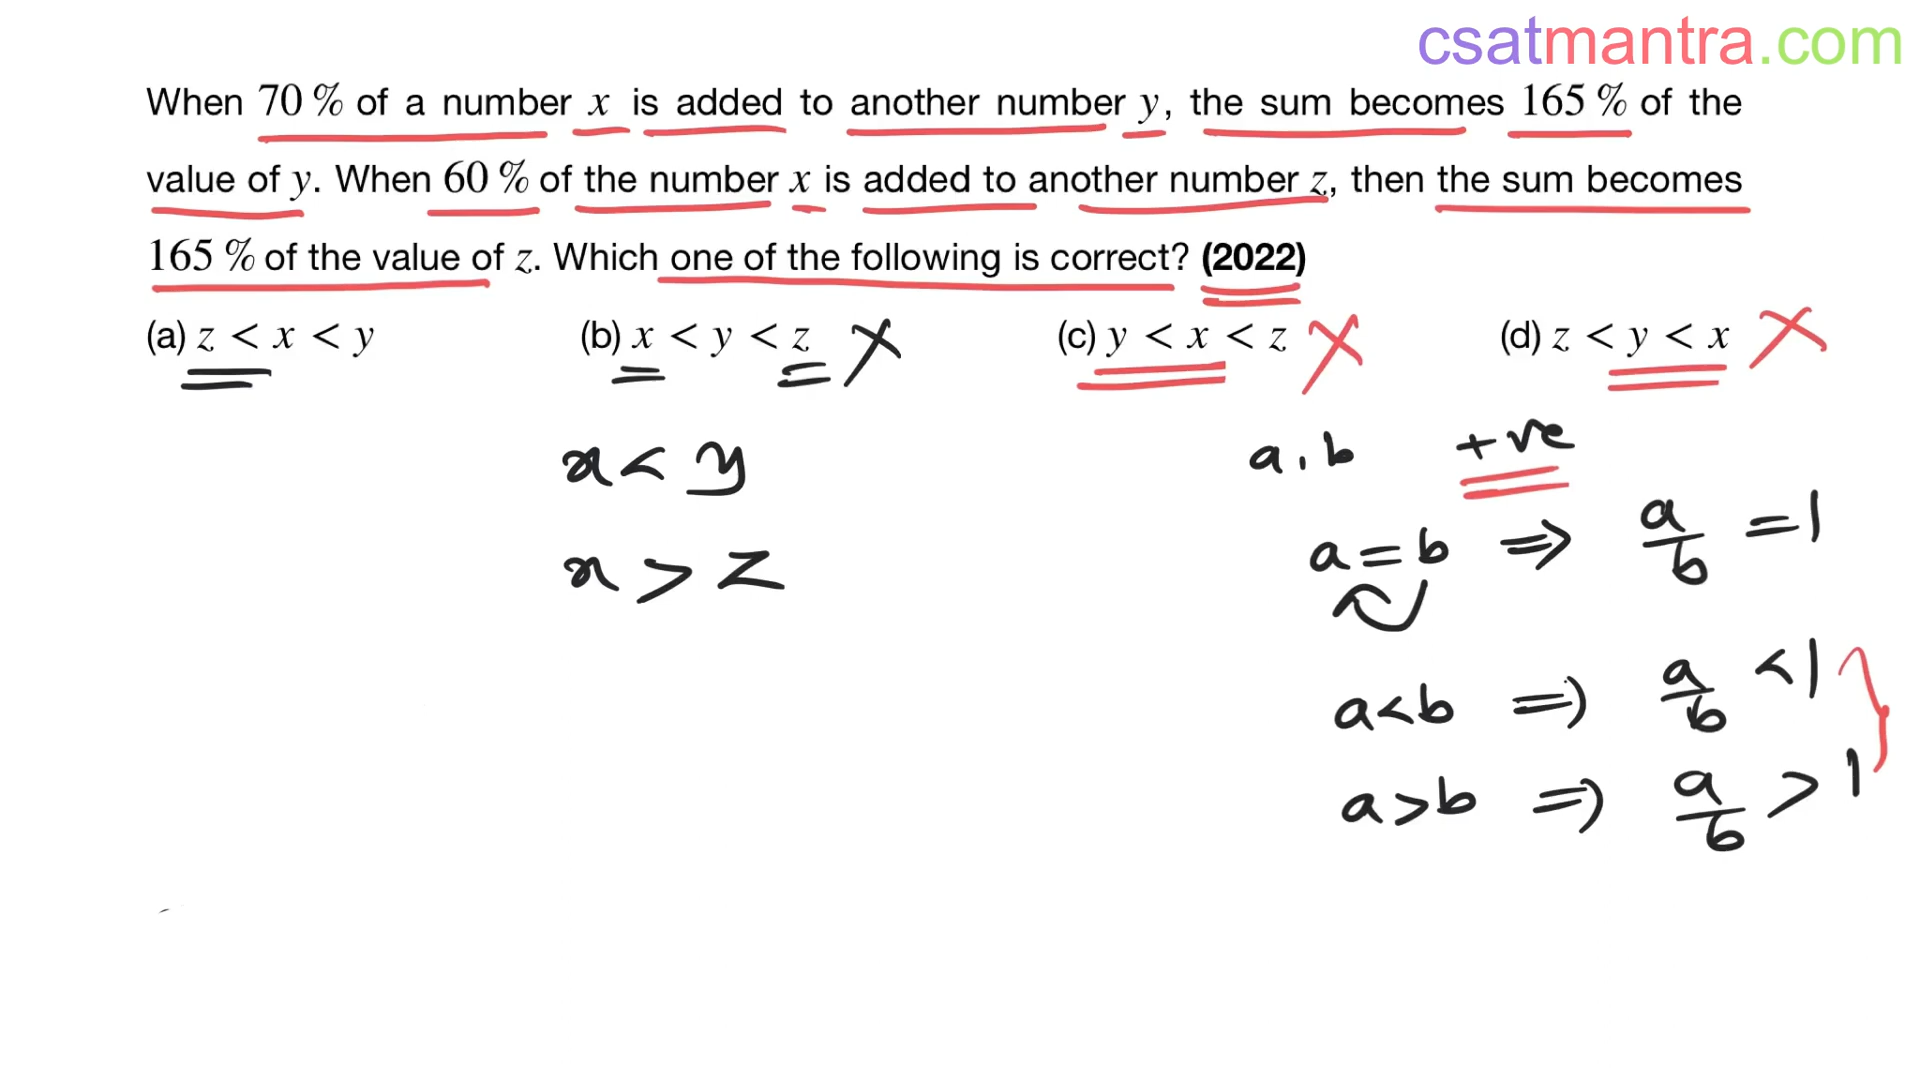 csatmantra.com
When 70 % of a number x is added to another number y, the sum becomes 165 % of the
value of y. When 60 % of the number x is added to another number z, then the sum becomes
165 % of the value of z. Which one of the following is correct? (2022)
(a) z < x < y (b) x < y < z (c) y < x < z (d) z < y < x
x < y
x > z
a, b +ve
a = b ⇒ a/b = 1
a < b ⇒ a/b < 1
a > b ⇒ a/b > 1